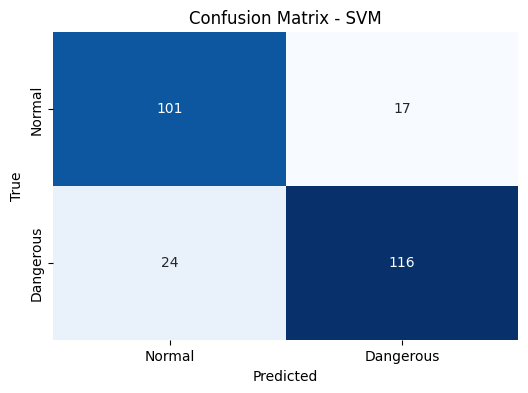 Confusion Matrix - SVM
True
Normal
101
17
Dangerous
24
116
Normal
Dangerous
Predicted